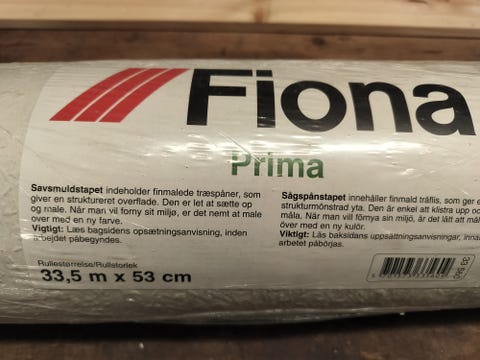 Fiona
Prima
Savsmuldstapet indeholder finmalede træspåner, som
giver en struktureret overflade. Den er let at sætte op
og male. Når man vil forny sit miljø, er det nemt at male
over med en ny farve.
Vigtigt: Læs bagsidens opsætningsanvisning, inden
arbejdet påbegyndes.
Sågspånstapet innehåller finmald träflis, som ger e
strukturmönstrad yta. Den är enkel att klistra upp oc
måla. När man vill förnya sin miljö, är det lätt att mål
över med en ny kulör.
Viktigt: Läs baksidans uppsättningsanvisningar, innan
arbetet påbörjas.
Rullestørrelse/Rullstorlek
33,5 m x 53 cm